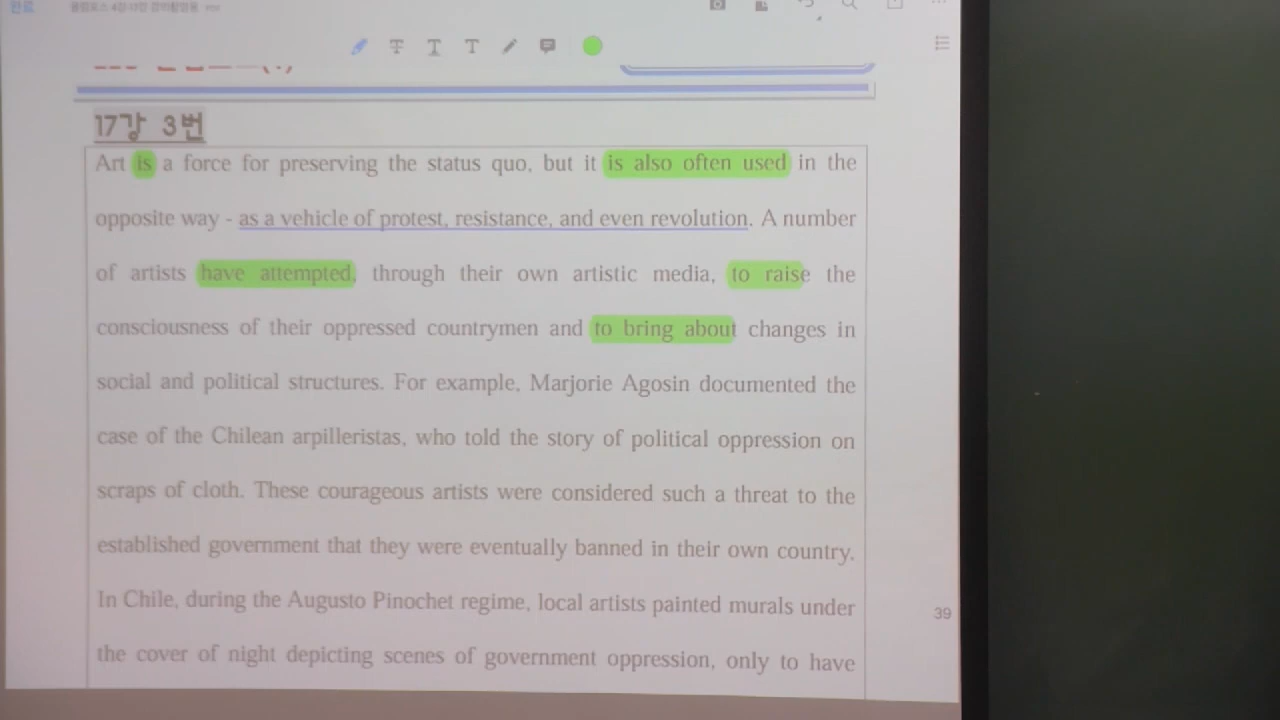 완료
17강 3번
Art is a force for preserving the status quo, but it is also often used in the
opposite way - as a vehicle of protest, resistance, and even revolution. A number
of artists have attempted, through their own artistic media, to raise the
consciousness of their oppressed countrymen and to bring about changes in
social and political structures. For example, Marjorie Agosin documented the
case of the Chilean arpilleristas, who told the story of political oppression on
scraps of cloth. These courageous artists were considered such a threat to the
established government that they were eventually banned in their own country.
In Chile, during the Augusto Pinochet regime, local artists painted murals under
39
the cover of night depicting scenes of government oppression, only to have